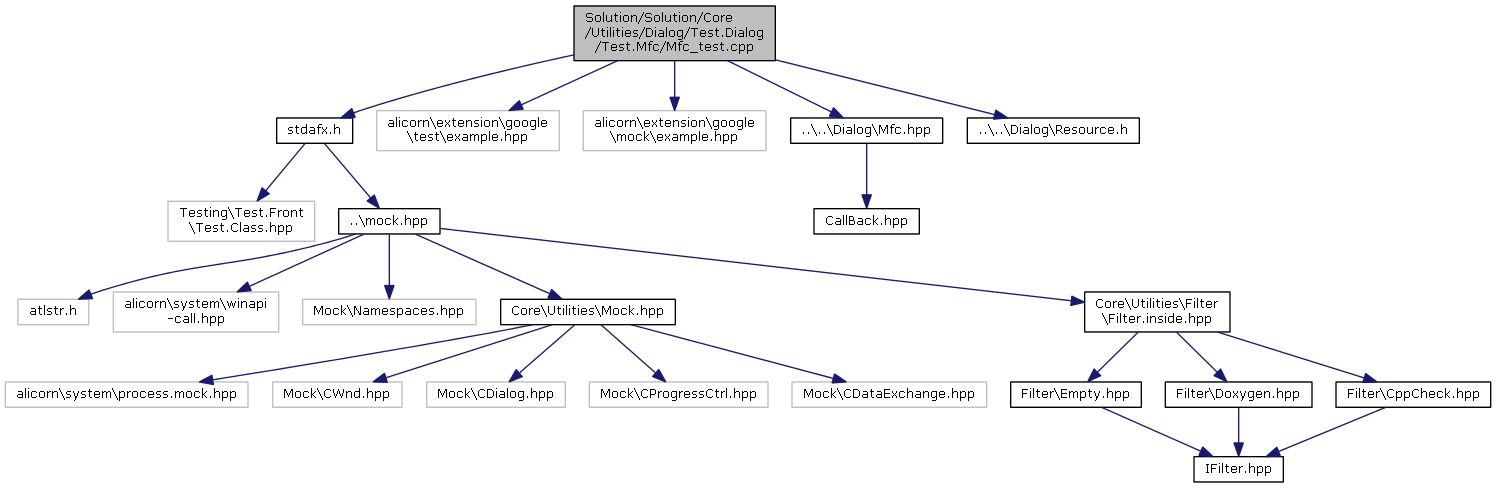 Solution/Solution/Core
/Utilities/Dialog/Test.Dialog
/Test.Mfc/Mfc_test.cpp
stdafx.h
alicorn\extension\google
\test\example.hpp
alicorn\extension\google
\mock\example.hpp
..\..\Dialog\Mfc.hpp
..\..\Dialog\Resource.h
Testing\Test.Front
\Test.Class.hpp
..\mock.hpp
CallBack.hpp
atlstr.h
alicorn\system\winapi
-call.hpp
Mock\Namespaces.hpp
Core\Utilities\Mock.hpp
Core\Utilities\Filter
\Filter.inside.hpp
alicorn\system\process.mock.hpp
Mock\CWnd.hpp
Mock\CDialog.hpp
Mock\CProgressCtrl.hpp
Mock\CDataExchange.hpp
Filter\Empty.hpp
Filter\Doxygen.hpp
Filter\CppCheck.hpp
IFilter.hpp